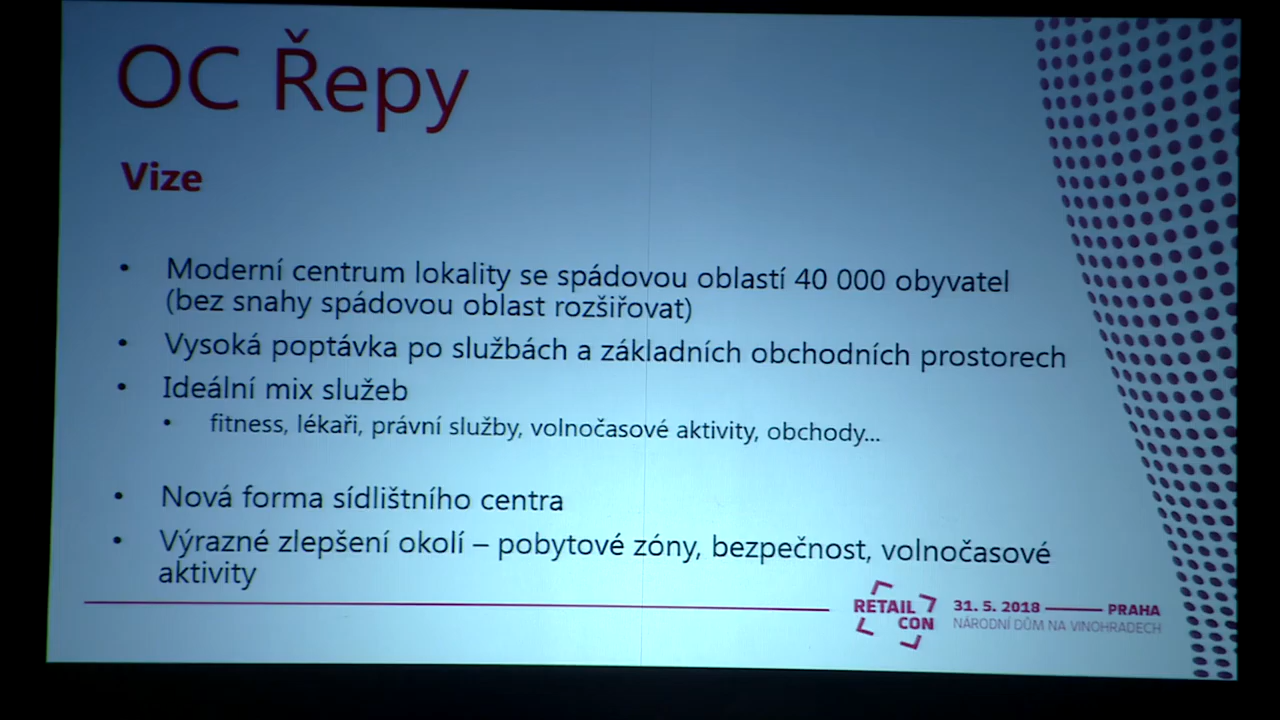 OC Řepy
Vize
• Moderní centrum lokality se spádovou oblastí 40 000 obyvatel
(bez snahy spádovou oblast rozšiřovat)
• Vysoká poptávka po službách a základních obchodních prostorech
• Ideální mix služeb
• fitness, lékaři, právní služby, volnočasové aktivity, obchody...
• Nová forma sídlištního centra
• Výrazné zlepšení okolí – pobytové zóny, bezpečnost, volnočasové
aktivity
RETAIL
CON
31. 5. 2018 PRAHA
NÁRODNÍ DŮM NA VINOHRADECH